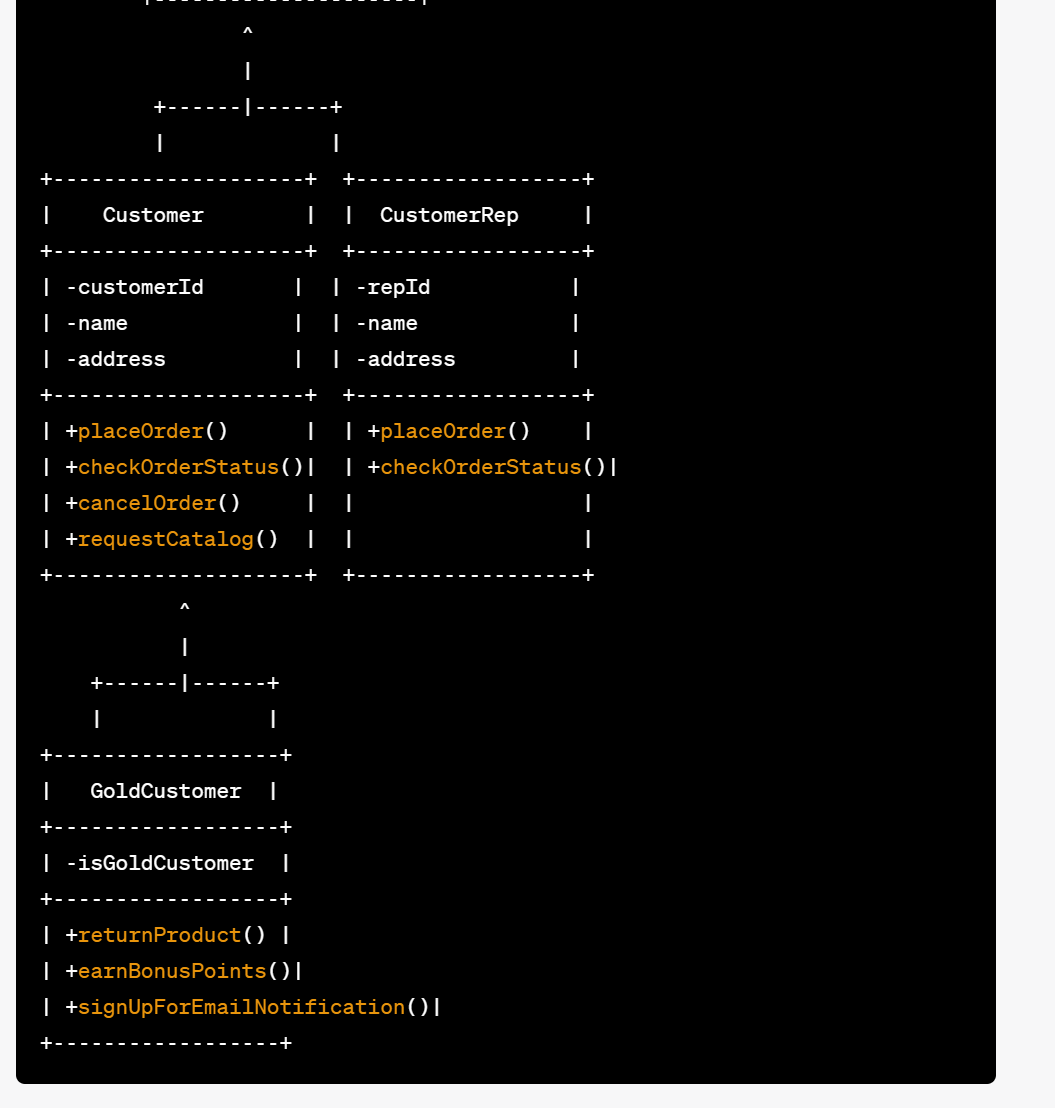 ^
                  |
         +------|------+
         |             |
+--------------------+  +------------------+
|    Customer        |  |  CustomerRep     |
+--------------------+  +------------------+
| -customerId       |  | -repId           |
| -name             |  | -name            |
| -address          |  | -address         |
+--------------------+  +------------------+
| +placeOrder()      |  | +placeOrder()    |
| +checkOrderStatus()|  | +checkOrderStatus()|
| +cancelOrder()     |  |                  |
| +requestCatalog()  |  |                  |
+--------------------+  +------------------+
           ^
           |
    +------|------+
    |             |
+------------------+
|   GoldCustomer  |
+------------------+
| -isGoldCustomer  |
+------------------+
| +returnProduct() |
| +earnBonusPoints()|
| +signUpForEmailNotification()|
+------------------+